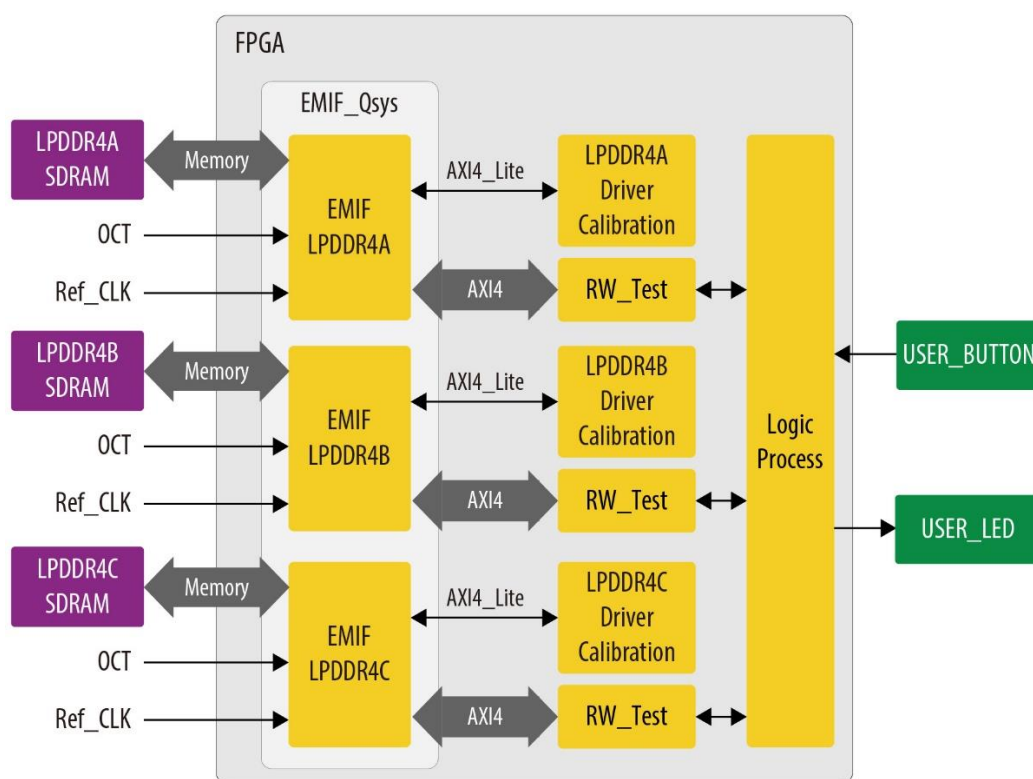 FPGA
EMIF_Qsys
LPDDR4A
SDRAM
Memory
OCT
Ref_CLK
EMIF
LPDDR4A
AXI4_Lite
LPDDR4A
Driver
Calibration
AXI4
RW_Test
LPDDR4B
SDRAM
Memory
OCT
Ref_CLK
EMIF
LPDDR4B
AXI4_Lite
LPDDR4B
Driver
Calibration
AXI4
RW_Test
LPDDR4C
SDRAM
Memory
OCT
Ref_CLK
EMIF
LPDDR4C
AXI4_Lite
LPDDR4C
Driver
Calibration
AXI4
RW_Test
Logic
Process
USER_BUTTON
USER_LED